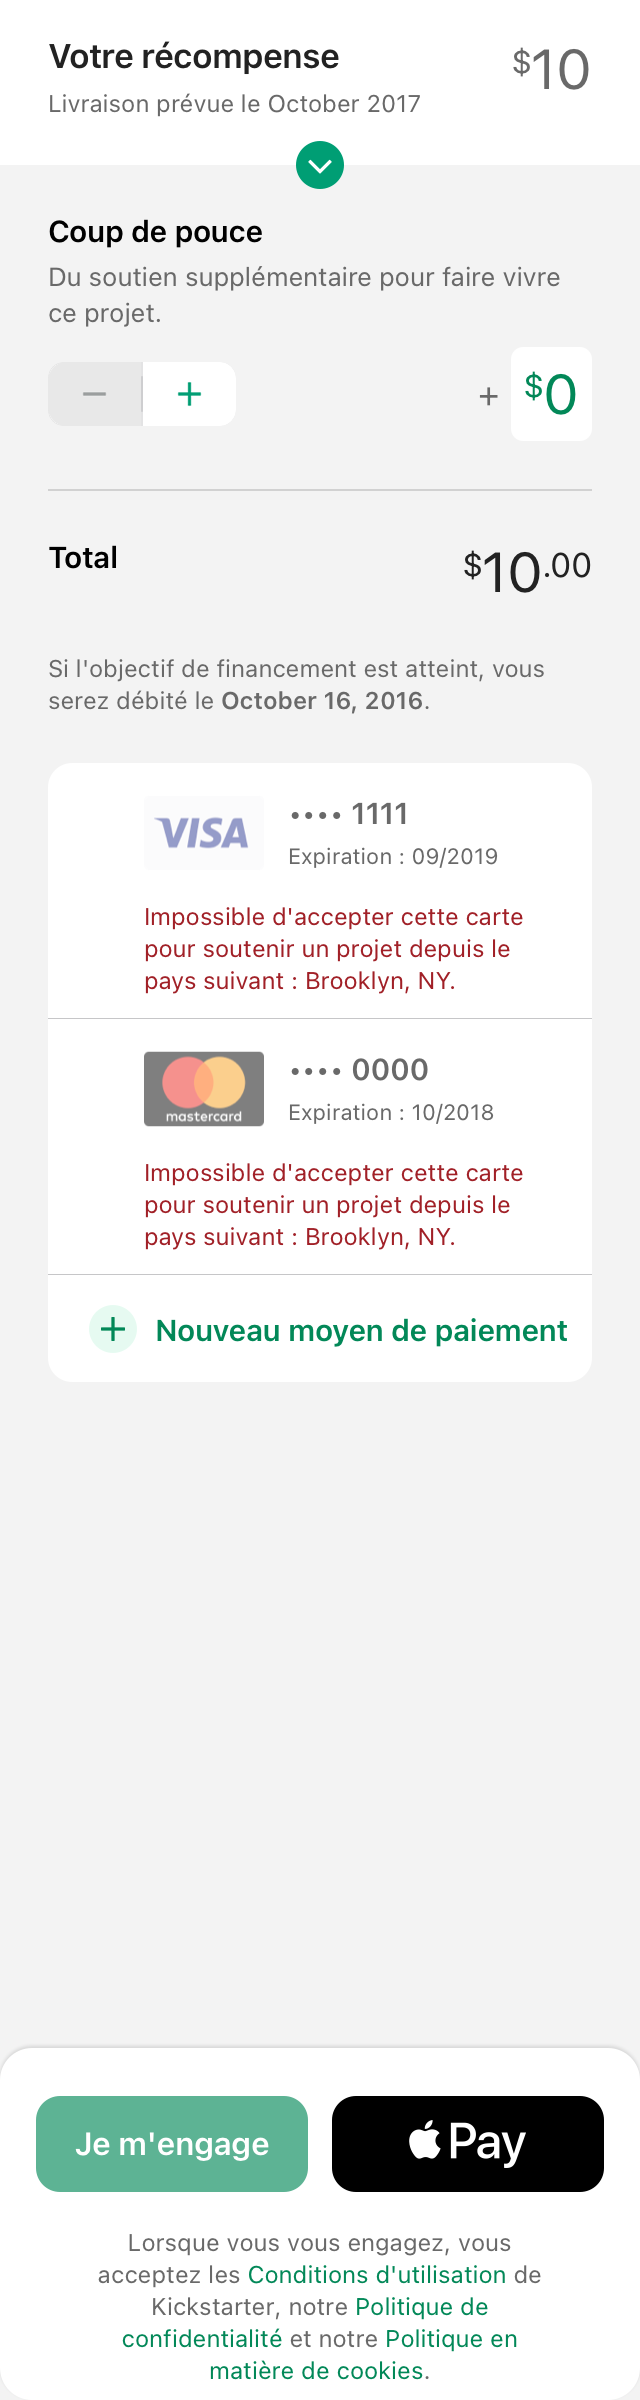 Votre récompense
$10
Livraison prévue le October 2017
Coup de pouce
Du soutien supplémentaire pour faire vivre
ce projet.
− + + $0
Total
$10.00
Si l'objectif de financement est atteint, vous
serez débité le October 16, 2016.
VISA •••• 1111
Expiration : 09/2019
Impossible d'accepter cette carte
pour soutenir un projet depuis le
pays suivant : Brooklyn, NY.
•••• 0000
mastercard Expiration : 10/2018
Impossible d'accepter cette carte
pour soutenir un projet depuis le
pays suivant : Brooklyn, NY.
+ Nouveau moyen de paiement
Je m'engage
Pay
Lorsque vous vous engagez, vous
acceptez les Conditions d'utilisation de
Kickstarter, notre Politique de
confidentialité et notre Politique en
matière de cookies.